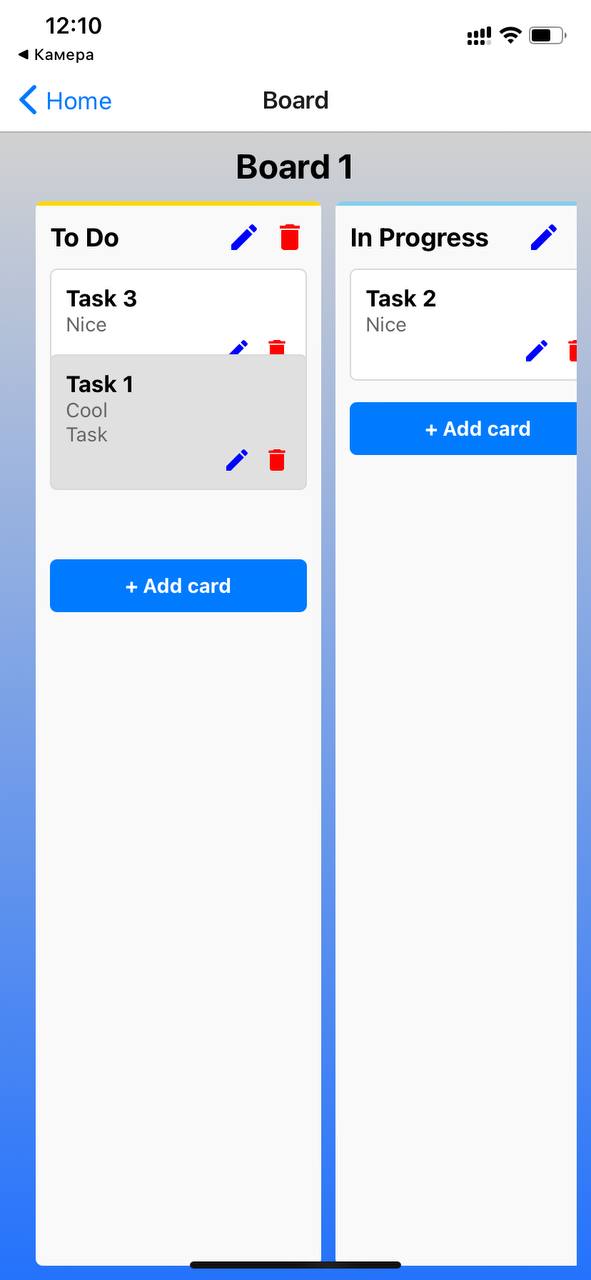 12:10
◀ Камера
Home
Board
Board 1
To Do
In Progress
Task 3
Nice
Task 1
Cool
Task
+ Add card
Task 2
Nice
+ Add card